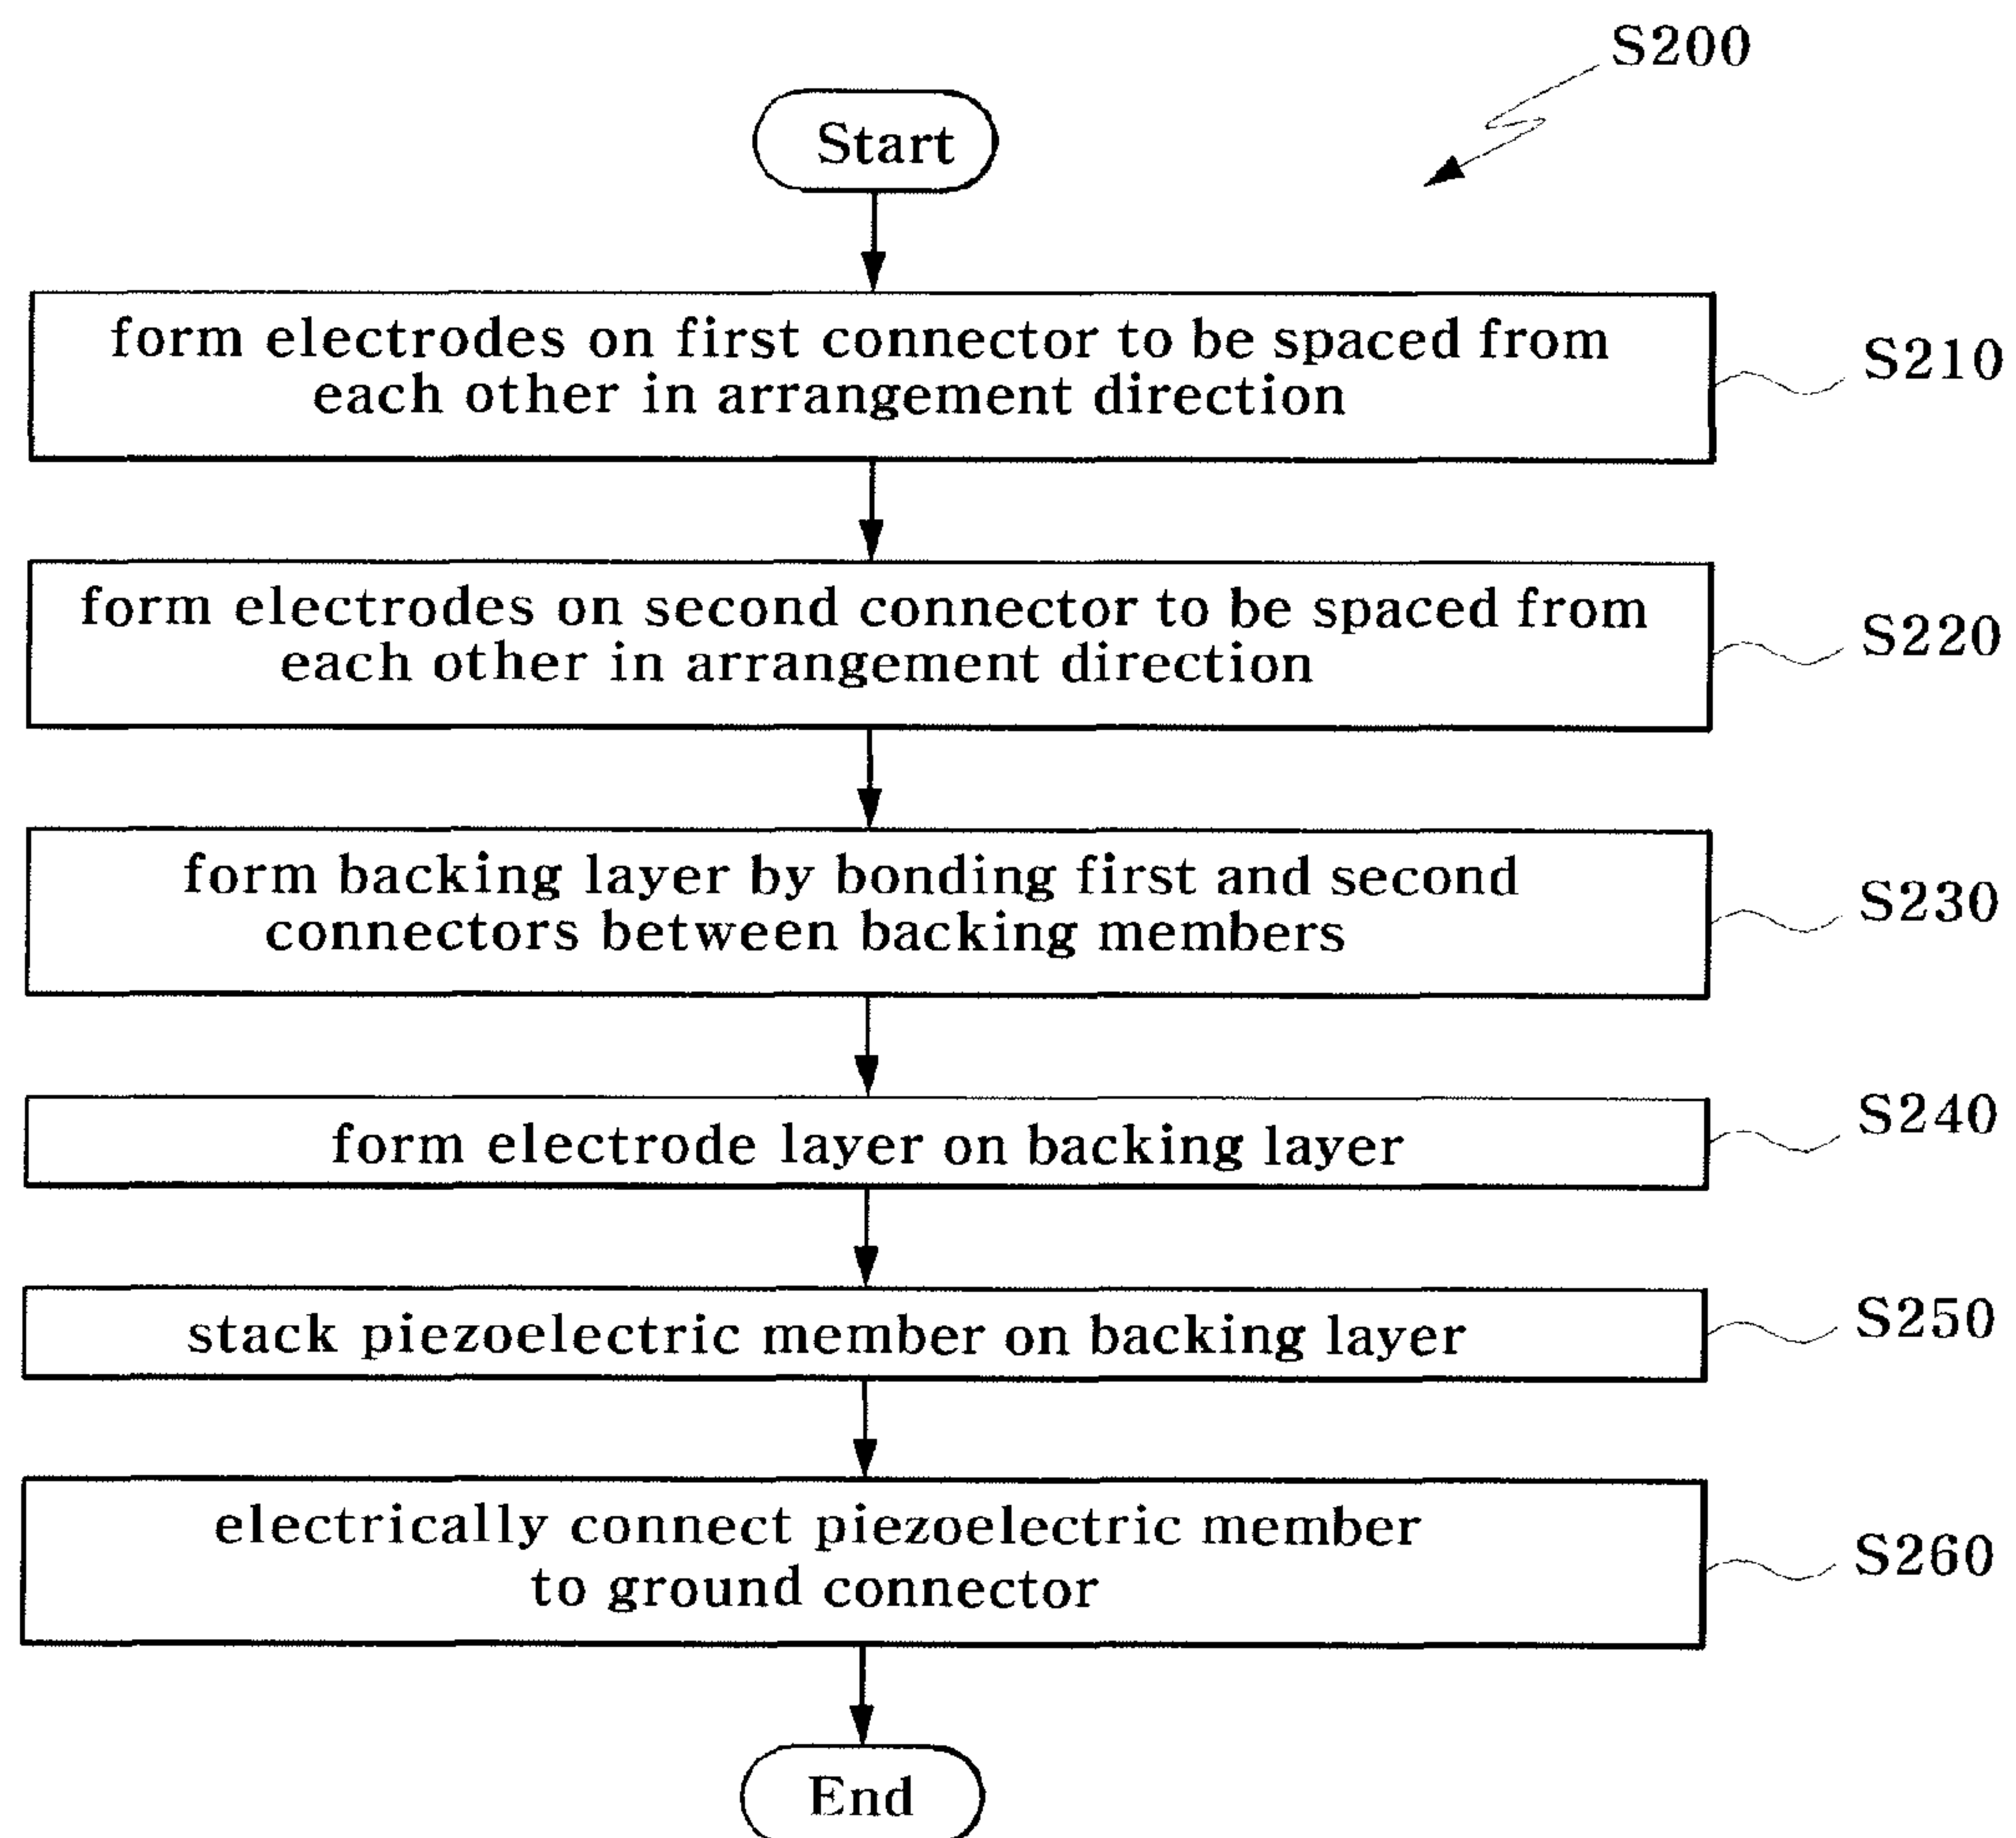 S200
Start
form electrodes on first connector to be spaced from
each other in arrangement direction
S210
form electrodes on second connector to be spaced from
each other in arrangement direction
S220
form backing layer by bonding first and second
connectors between backing members
S230
form electrode layer on backing layer
S240
stack piezoelectric member on backing layer
S250
electrically connect piezoelectric member
to ground connector
S260
End